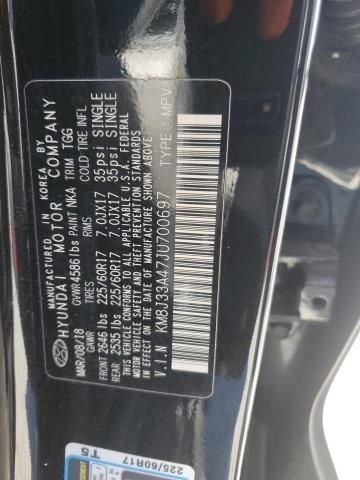 MANUFACTURED IN KOREA BY
HYUNDAI MOTOR COMPANY
MAR/08/18 GVWR 4586 lbs PAINT NKA TRIM TGG
GAWR TIRES RIMS COLD TIRE INFL
FRONT 2646 lbs 225/60R17 7.0JX17 35psi SINGLE
REAR 2535 lbs 225/60R17 7.0JX17 35psi SINGLE
THIS VEHICLE CONFORMS TO ALL APPLICABLE U.S.A. FEDERAL
MOTOR VEHICLE SAFETY STANDARDS IN EFFECT ON THE
DATE OF MANUFACTURE SHOWN ABOVE
V.I.N KM8J33A47JU700697 TYPE : MPV
T5
225/60R17